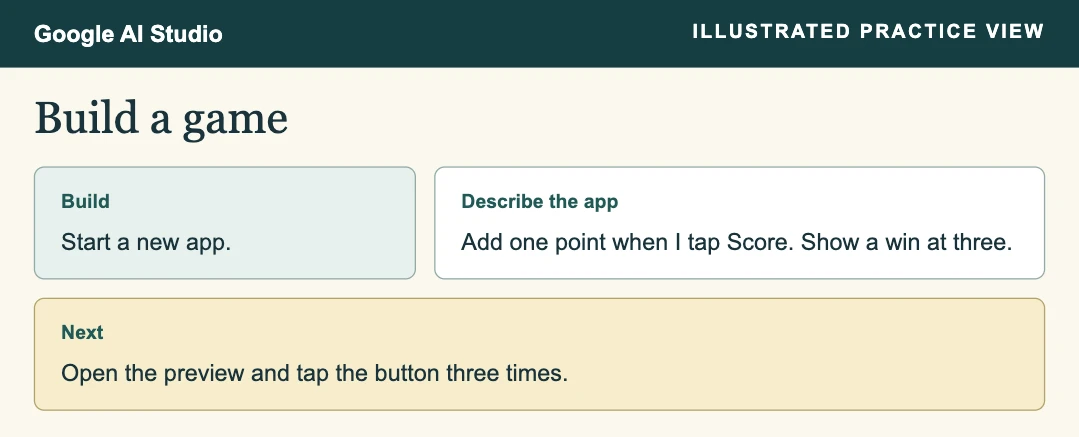 Google AI Studio
ILLUSTRATED PRACTICE VIEW
Build a game
Build
Start a new app.
Describe the app
Add one point when I tap Score. Show a win at three.
Next
Open the preview and tap the button three times.